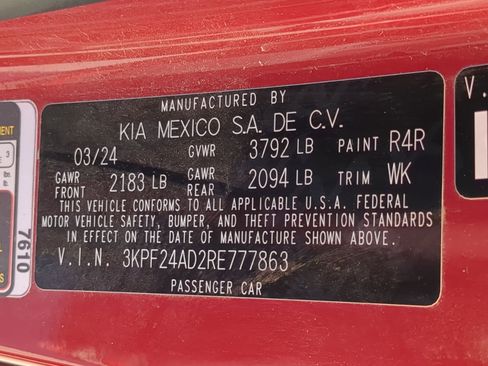 MANUFACTURED BY
KIA MEXICO S.A. DE C.V.
03/24 GVWR 3792 LB PAINT R4R
GAWR FRONT 2183 LB GAWR REAR 2094 LB TRIM WK
THIS VEHICLE CONFORMS TO ALL APPLICABLE U.S.A. FEDERAL
MOTOR VEHICLE SAFETY, BUMPER, AND THEFT PREVENTION STANDARDS
IN EFFECT ON THE DATE OF MANUFACTURE SHOWN ABOVE.
V.I.N. 3KPF24AD2RE777863
PASSENGER CAR
7610
V.